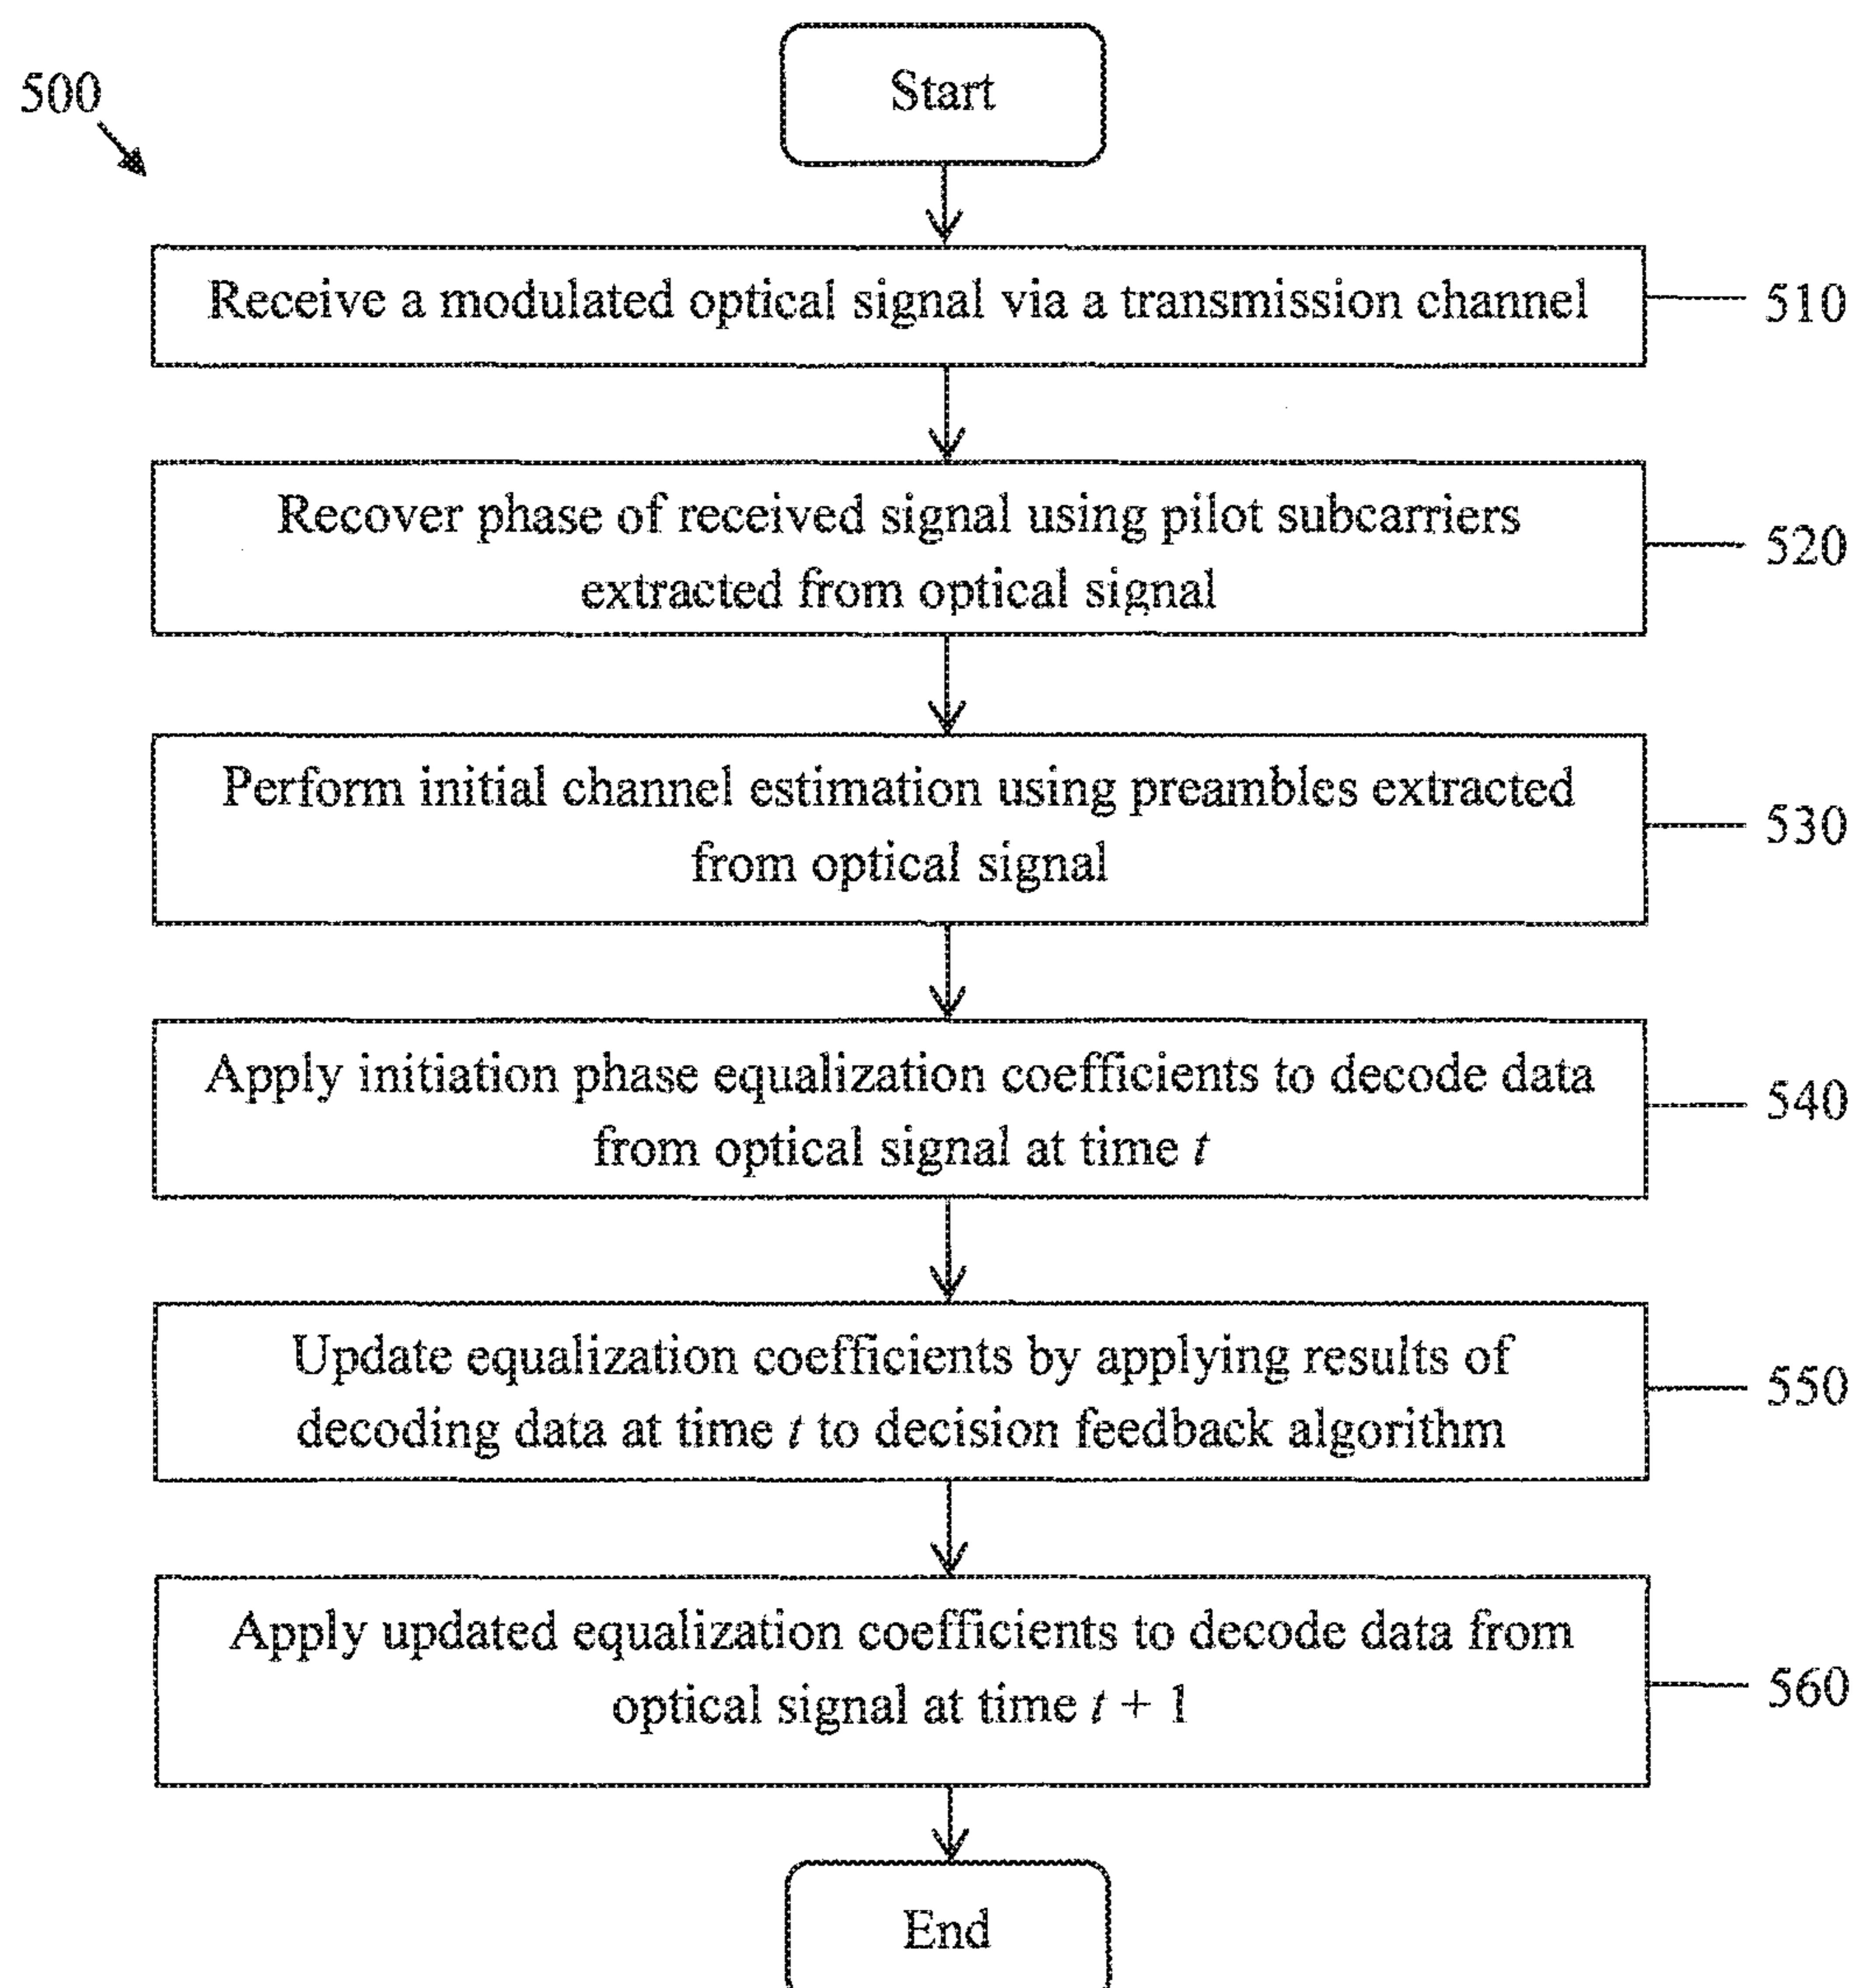 500
Start
Receive a modulated optical signal via a transmission channel
510
Recover phase of received signal using pilot subcarriers
extracted from optical signal
520
Perform initial channel estimation using preambles extracted
from optical signal
530
Apply initiation phase equalization coefficients to decode data
from optical signal at time t
540
Update equalization coefficients by applying results of
decoding data at time t to decision feedback algorithm
550
Apply updated equalization coefficients to decode data from
optical signal at time t + 1
560
End